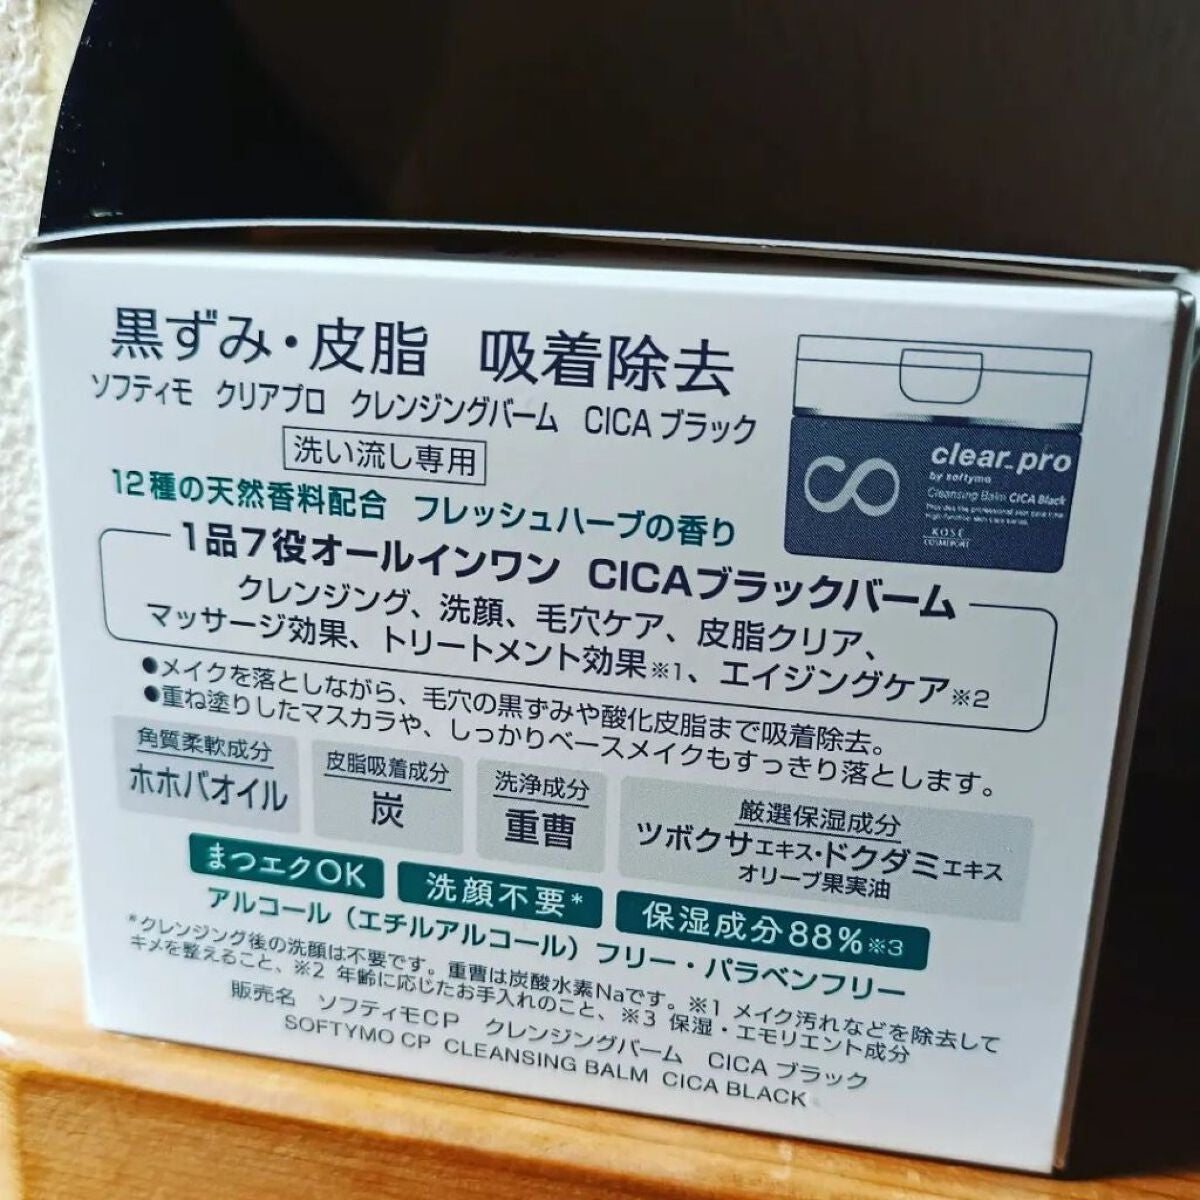 黒ずみ・皮脂 吸着除去
ソフティモ クリアプロ クレンジングバーム CICAブラック
洗い流し専用
12種の天然香料配合 フレッシュハーブの香り
1品7役オールインワン CICAブラックバーム
クレンジング、洗顔、毛穴ケア、皮脂クリア、
マッサージ効果、トリートメント効果※1、エイジングケア※2
●メイクを落としながら、毛穴の黒ずみや酸化皮脂まで吸着除去。
●重ね塗りしたマスカラや、しっかりベースメイクもすっきり落とします。
角質柔軟成分
ホホバオイル
皮脂吸着成分
炭
洗浄成分
重曹
厳選保湿成分
ツボクサエキス・ドクダミエキス
オリーブ果実油
まつエクOK
洗顔不要*
保湿成分88%※3
アルコール(エチルアルコール)フリー・パラベンフリー
*クレンジング後の洗顔は不要です。重曹は炭酸水素Naです。※1 メイク汚れなどを除去して
キメを整えること、※2 年齢に応じたお手入れのこと、※3 保湿・エモリエント成分
販売名 ソフティモCP クレンジングバーム CICA ブラック
SOFTYMO CP CLEANSING BALM CICA BLACK
clear_pro
by softymo
Cleansing Balm CICA Black
KOSÉ
COSMEPORT